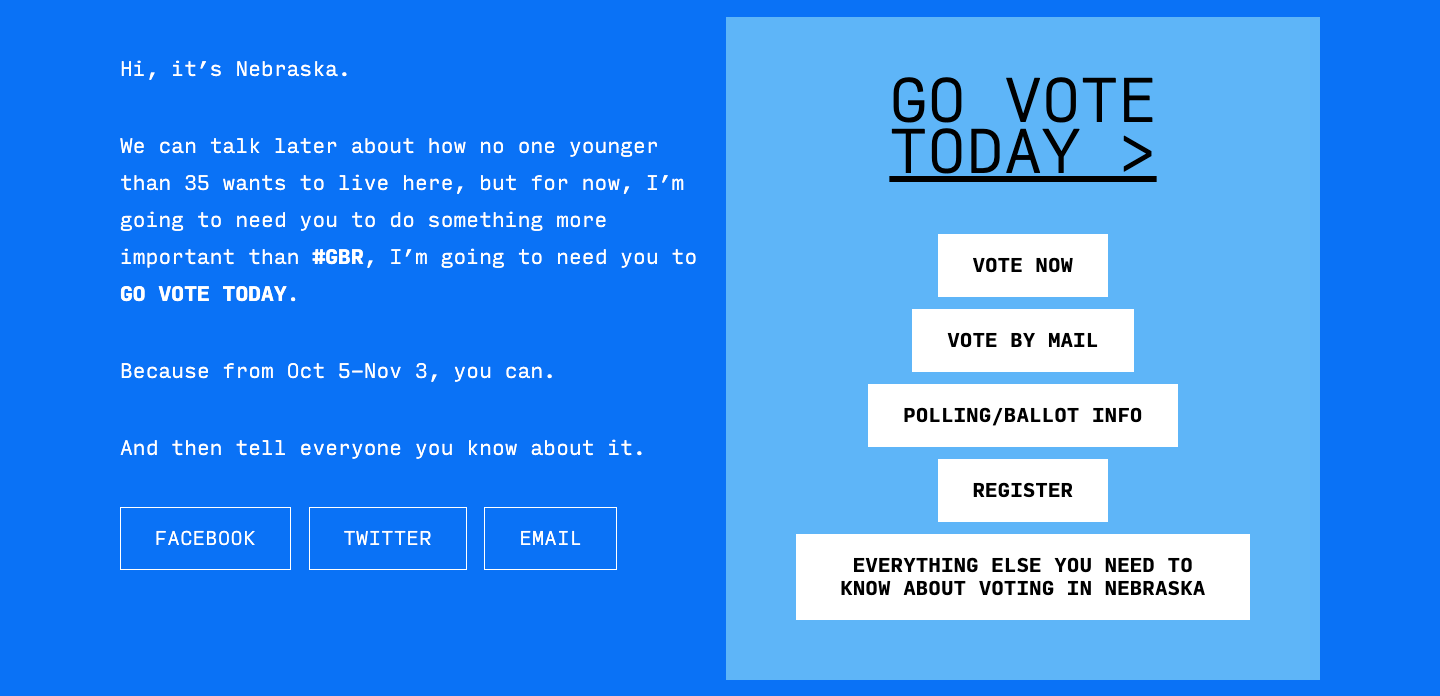 Hi, it’s Nebraska.
We can talk later about how no one younger
than 35 wants to live here, but for now, I’m
going to need you to do something more
important than #GBR, I’m going to need you to
GO VOTE TODAY.
Because from Oct 5–Nov 3, you can.
And then tell everyone you know about it.
FACEBOOK TWITTER EMAIL
GO VOTE
TODAY >
VOTE NOW
VOTE BY MAIL
POLLING/BALLOT INFO
REGISTER
EVERYTHING ELSE YOU NEED TO
KNOW ABOUT VOTING IN NEBRASKA